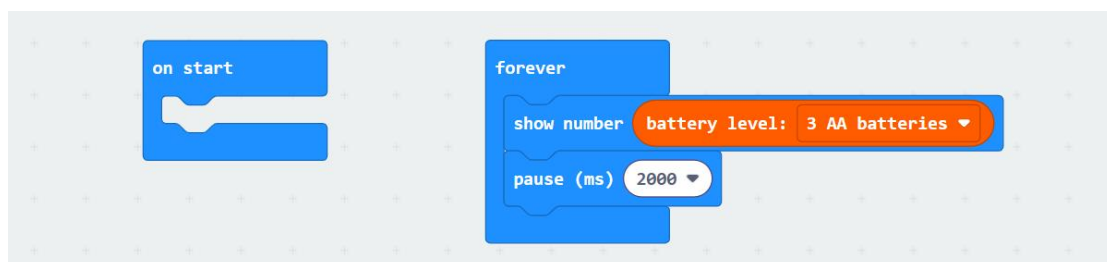 on start
forever
show number battery level: 3 AA batteries
pause (ms) 2000